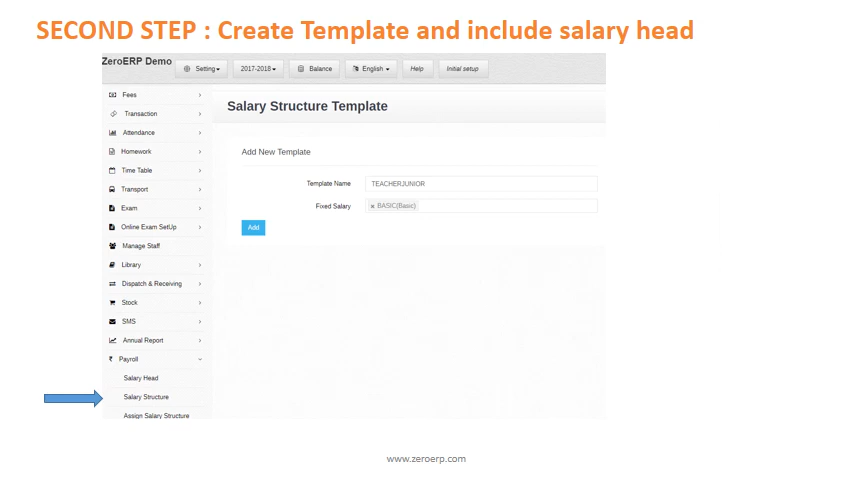 SECOND STEP : Create Template and include salary head
ZeroERP Demo
Setting
2017-2018
Balance
English
Help
Initial setup
Fees
Transaction
Attendance
Homework
Time Table
Transport
Exam
Online Exam SetUp
Manage Staff
Library
Dispatch & Receiving
Stock
SMS
Annual Report
₹ Payroll
Salary Head
Salary Structure
Assign Salary Structure
Salary Structure Template
Add New Template
Template Name TEACHERJUNIOR
Fixed Salary × BASIC(Basic)
Add
www.zeroerp.com